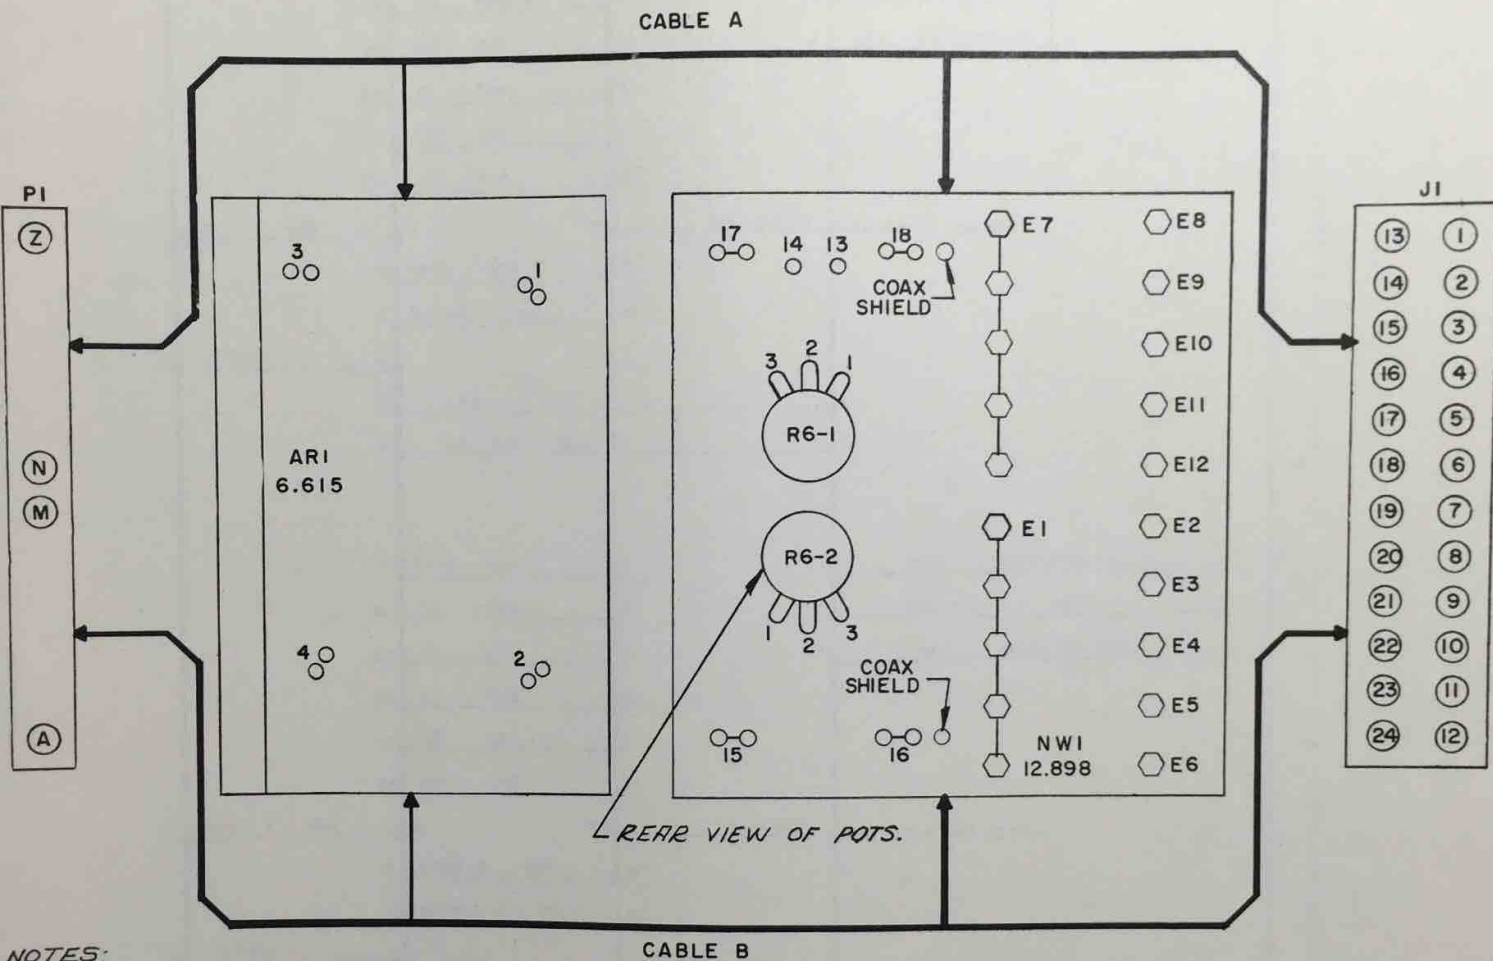 CABLE A
P1
Z
N
M
A
3
1
AR1
6.615
4
2
17
14
13
18
COAX
SHIELD
3
2
1
R6-1
R6-2
1
2
3
COAX
SHIELD
15
16
NW1
12.898
E7
E1
E8
E9
E10
E11
E12
E2
E3
E4
E5
E6
J1
13 1
14 2
15 3
16 4
17 5
18 6
19 7
20 8
21 9
22 10
23 11
24 12
REAR VIEW OF POTS.
CABLE B
NOTES: